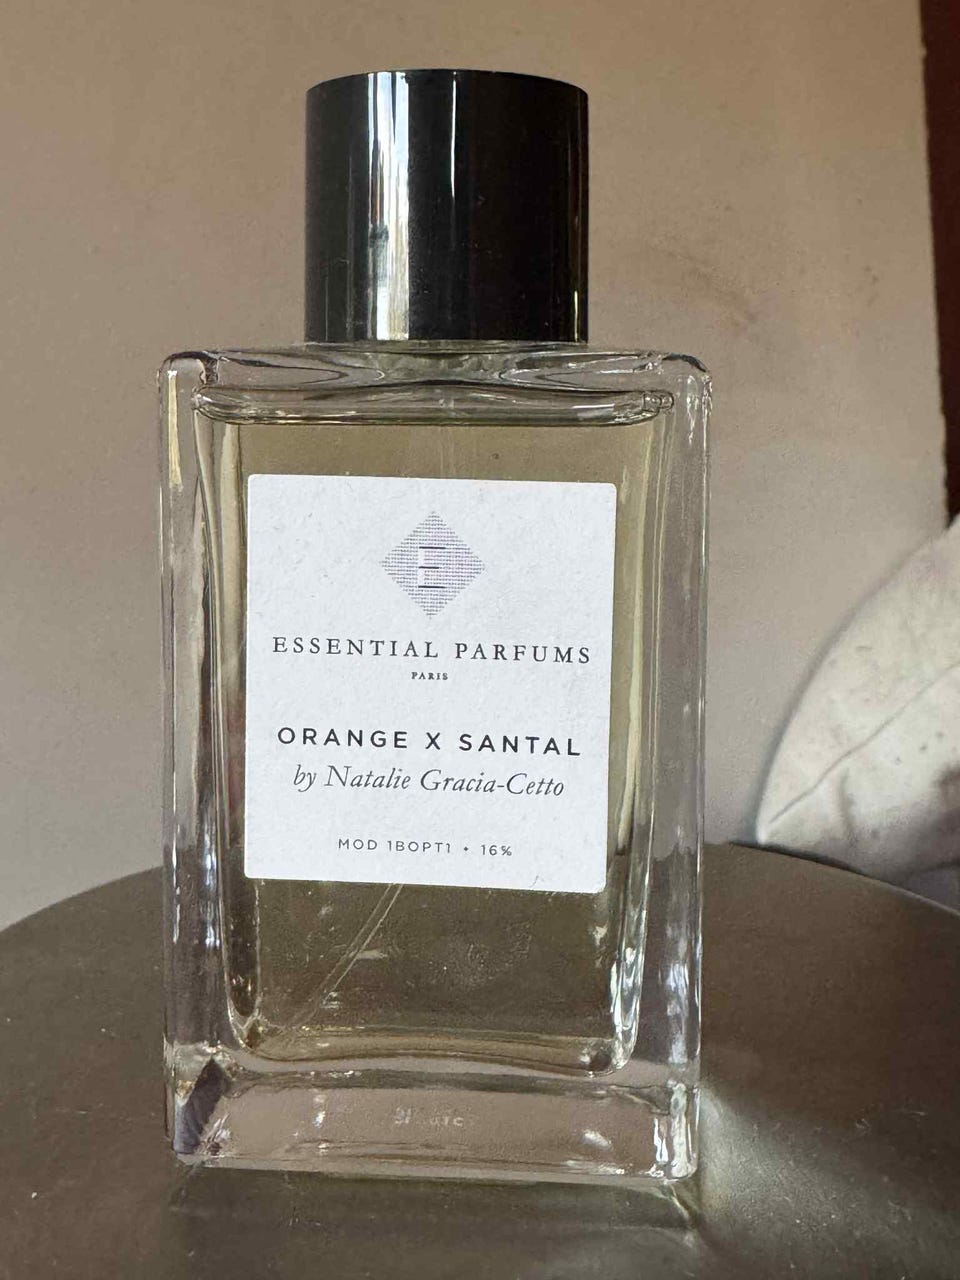 E
ESSENTIAL PARFUMS
PARIS
ORANGE X SANTAL
by Natalie Gracia-Cetto
MOD 1BOPT1 • 16%